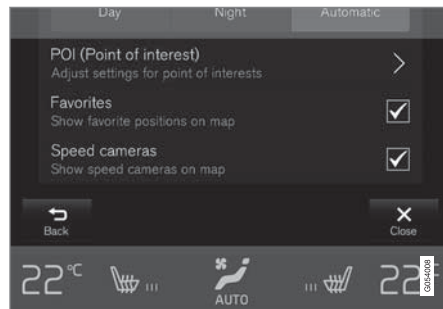 Day Night Automatic
POI (Point of interest)
Adjust settings for point of interests
Favorites
Show favorite positions on map
Speed cameras
Show speed cameras on map
Back Close
22°C AUTO 22°
G054008